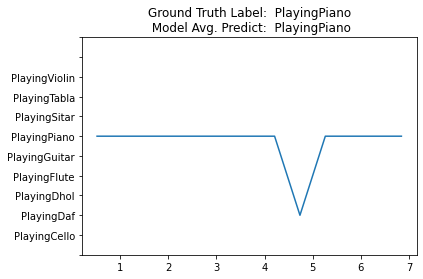 Ground Truth Label:  PlayingPiano
Model Avg. Predict:  PlayingPiano
PlayingViolin
PlayingTabla
PlayingSitar
PlayingPiano
PlayingGuitar
PlayingFlute
PlayingDhol
PlayingDaf
PlayingCello
1 2 3 4 5 6 7